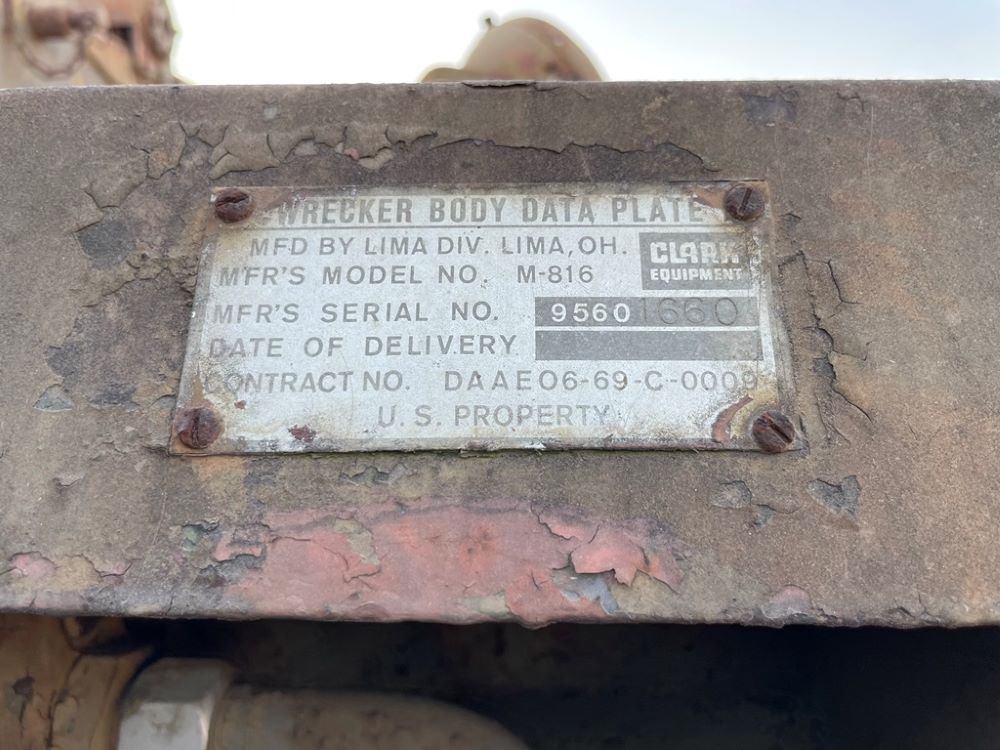 WRECKER BODY DATA PLATE
MFD BY LIMA DIV. LIMA, OH.
CLARK
EQUIPMENT
MFR'S MODEL NO. M-816
MFR'S SERIAL NO. 9560 1660
DATE OF DELIVERY
CONTRACT NO. DAAE06-69-C-0009
U. S. PROPERTY